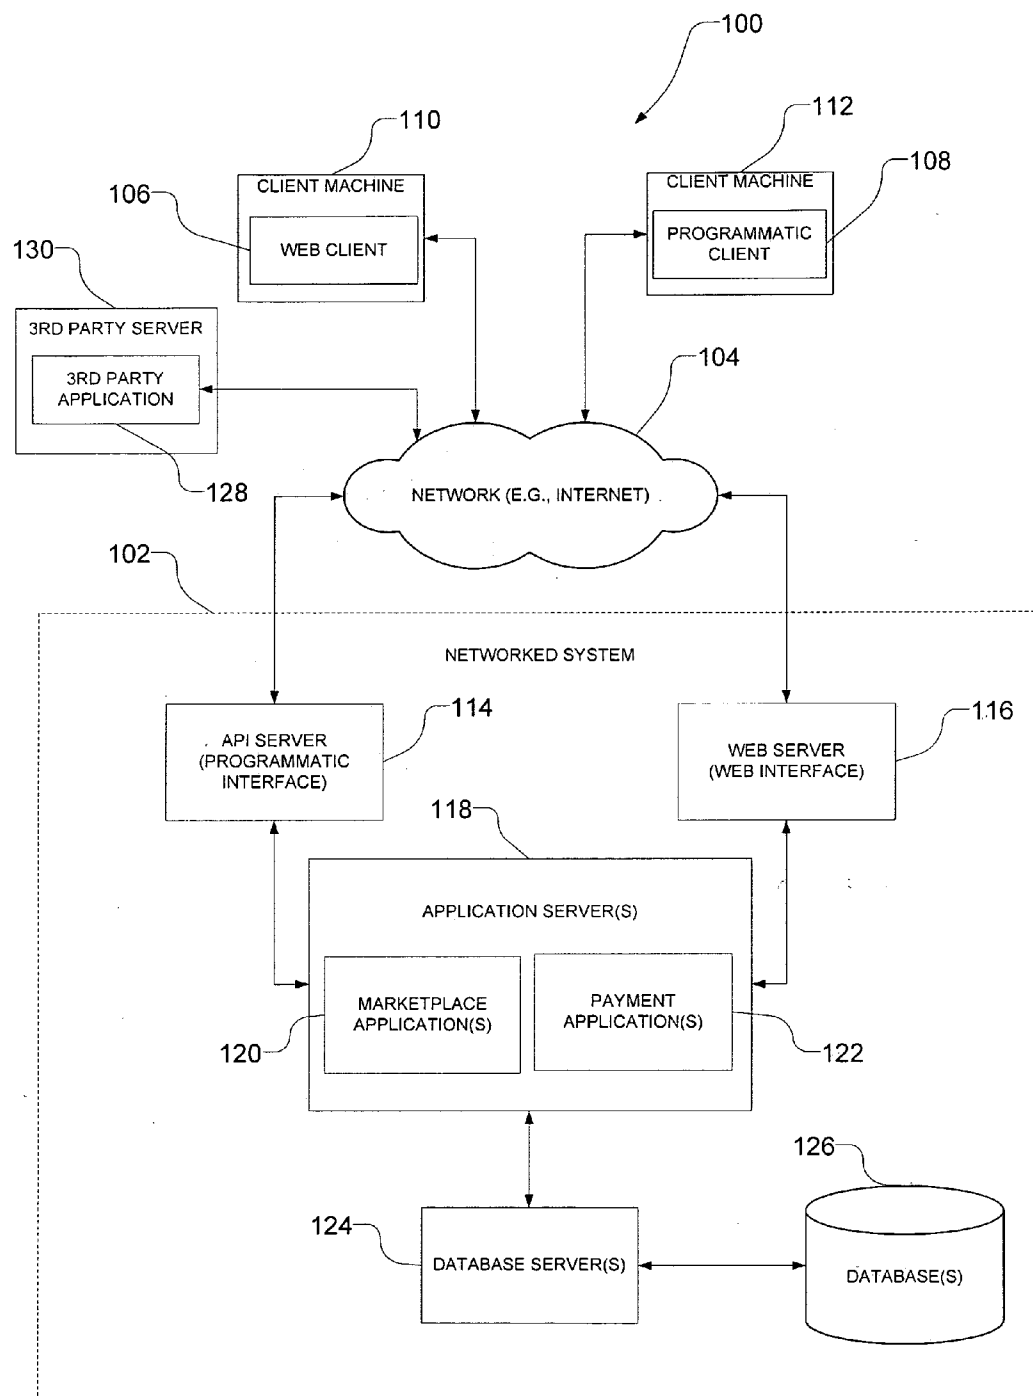 100
110
112
CLIENT MACHINE
106
WEB CLIENT
CLIENT MACHINE
108
PROGRAMMATIC
CLIENT
130
3RD PARTY SERVER
3RD PARTY
APPLICATION
128
104
NETWORK (E.G., INTERNET)
102
NETWORKED SYSTEM
API SERVER
(PROGRAMMATIC
INTERFACE)
114
WEB SERVER
(WEB INTERFACE)
116
118
APPLICATION SERVER(S)
MARKETPLACE
APPLICATION(S)
120
PAYMENT
APPLICATION(S)
122
124
DATABASE SERVER(S)
126
DATABASE(S)